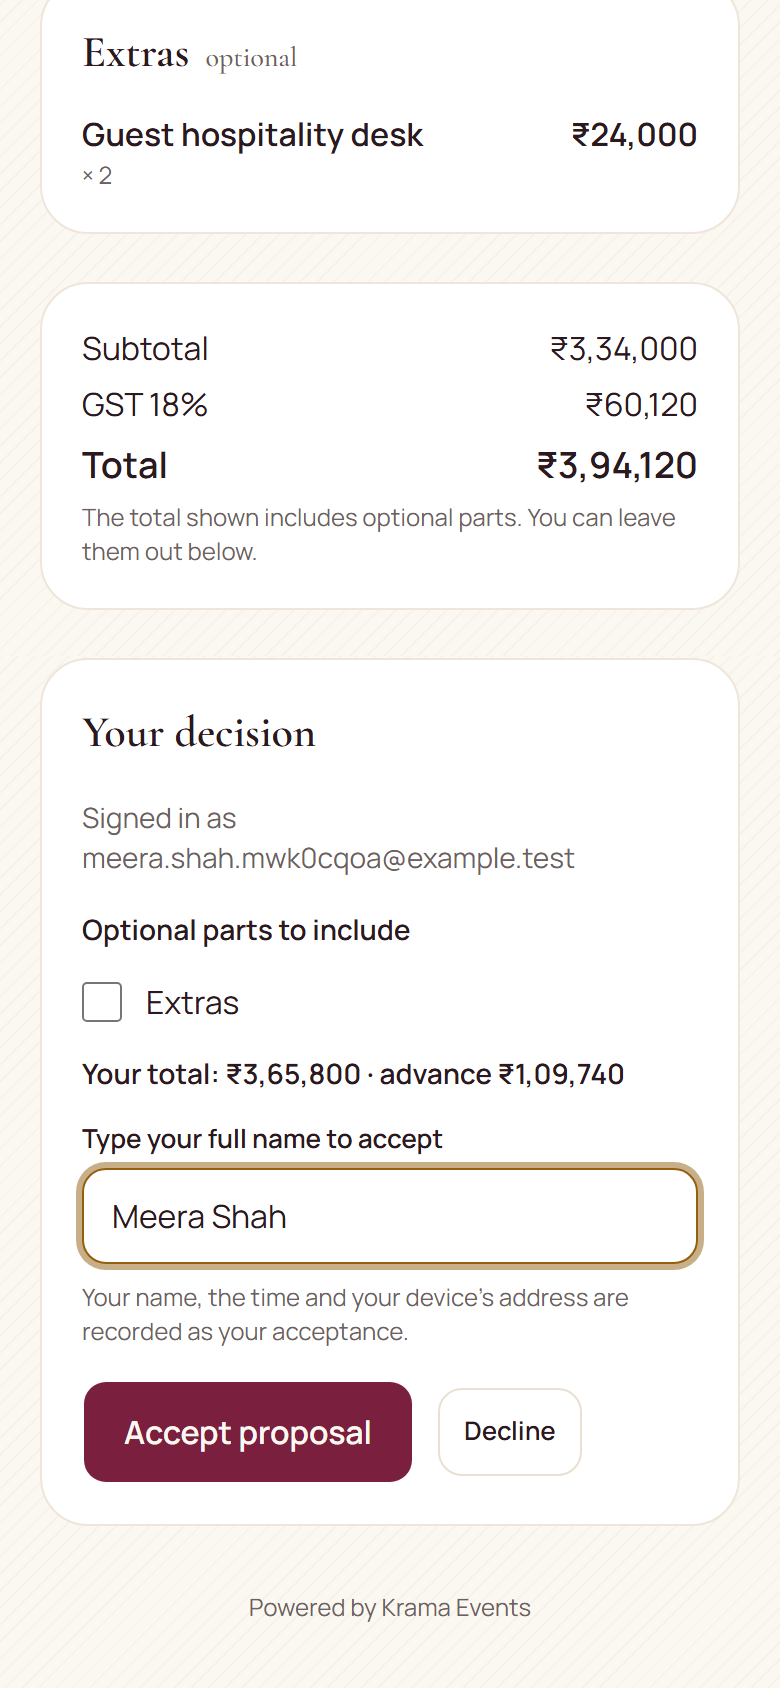 Extras optional
Guest hospitality desk ₹24,000
× 2
Subtotal ₹3,34,000
GST 18% ₹60,120
Total ₹3,94,120
The total shown includes optional parts. You can leave
them out below.
Your decision
Signed in as
meera.shah.mwk0cqoa@example.test
Optional parts to include
Extras
Your total: ₹3,65,800 · advance ₹1,09,740
Type your full name to accept
Meera Shah
Your name, the time and your device’s address are
recorded as your acceptance.
Accept proposal Decline
Powered by Krama Events